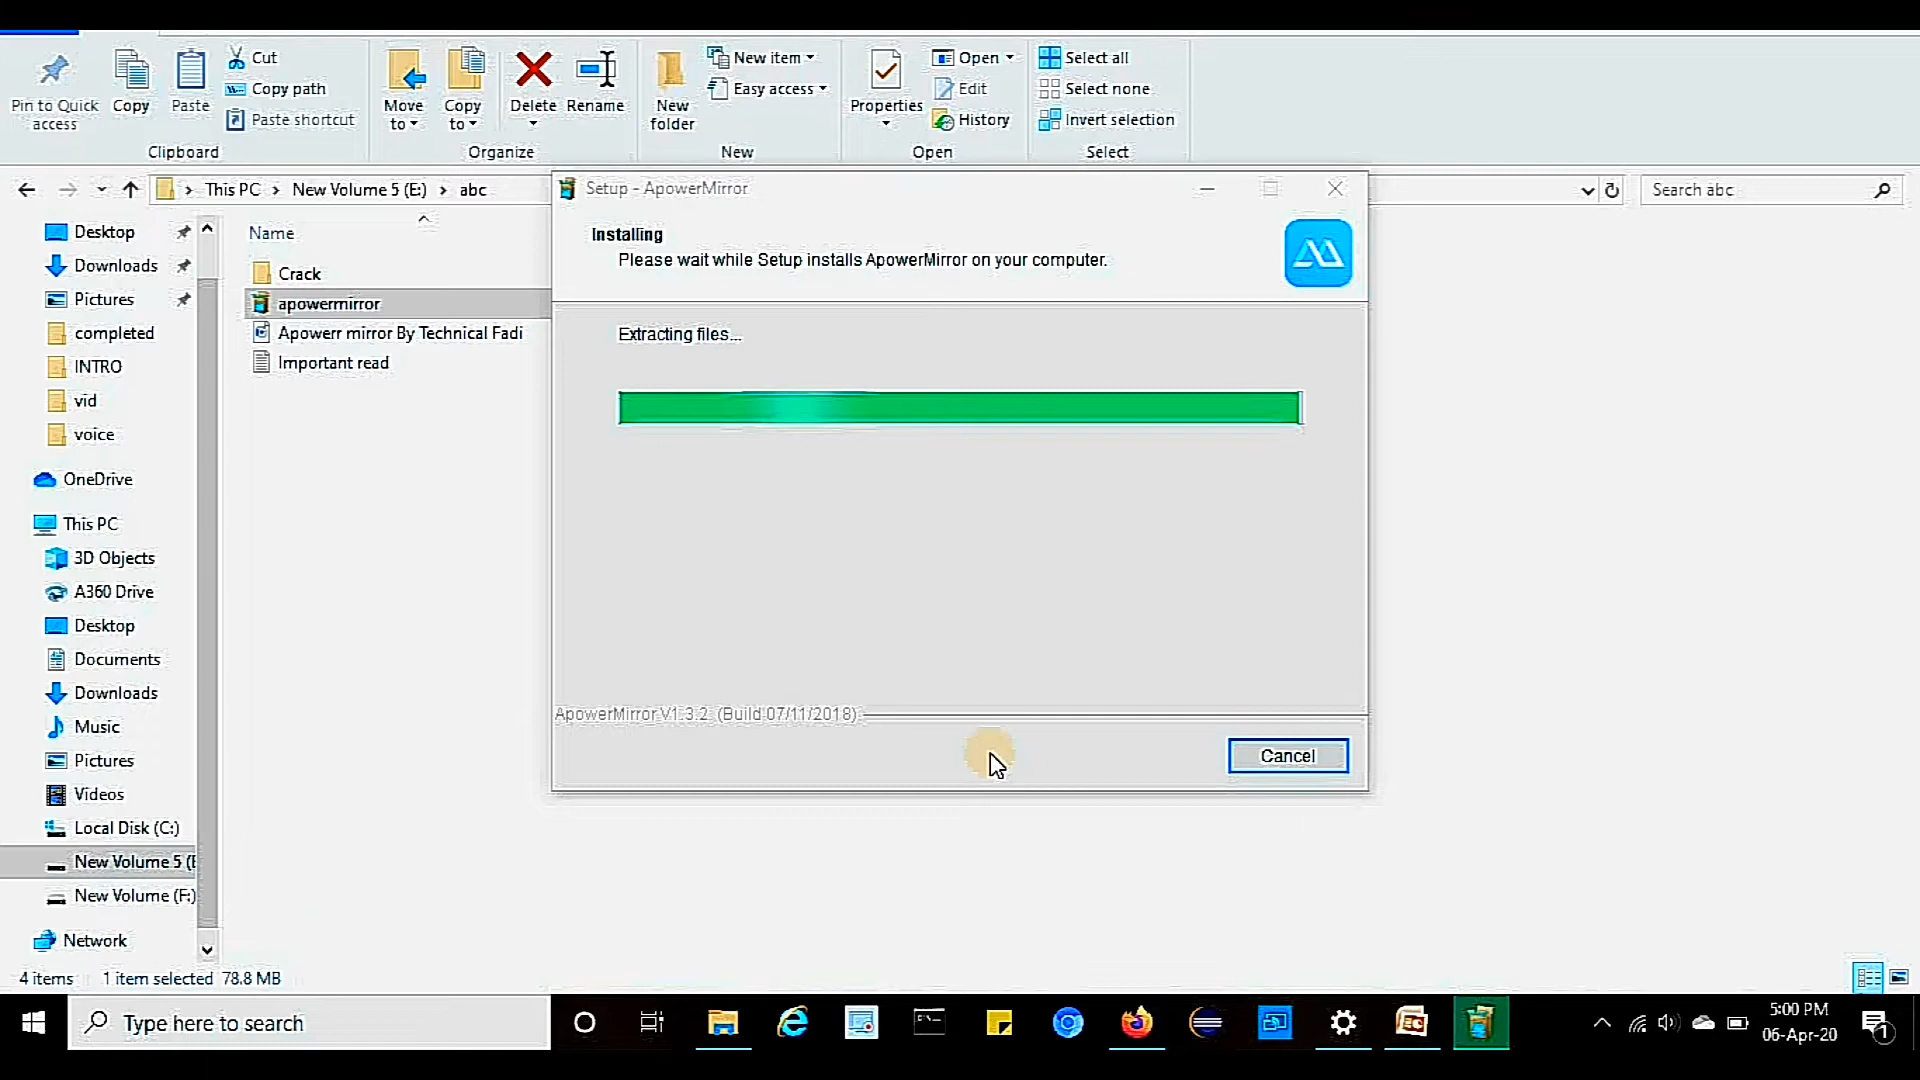 Pin to Quick access
Copy
Paste
Cut
Copy path
Paste shortcut
Clipboard
Move to
Copy to
Delete
Rename
Organize
New folder
New item
Easy access
New
Properties
Open
Edit
History
Open
Select all
Select none
Invert selection
Select
This PC > New Volume 5 (E:) > abc
Search abc
Desktop
Downloads
Pictures
completed
INTRO
vid
voice
OneDrive
This PC
3D Objects
A360 Drive
Desktop
Documents
Downloads
Music
Pictures
Videos
Local Disk (C:)
New Volume 5 (E
New Volume (F:)
Network
Name
Crack
apowermirror
Apowerr mirror By Technical Fadi
Important read
Setup - ApowerMirror
Installing
Please wait while Setup installs ApowerMirror on your computer.
Extracting files...
ApowerMirror V1.3.2 (Build 07/11/2018)
Cancel
4 items 1 item selected 78.8 MB
Type here to search
5:00 PM
06-Apr-20
1